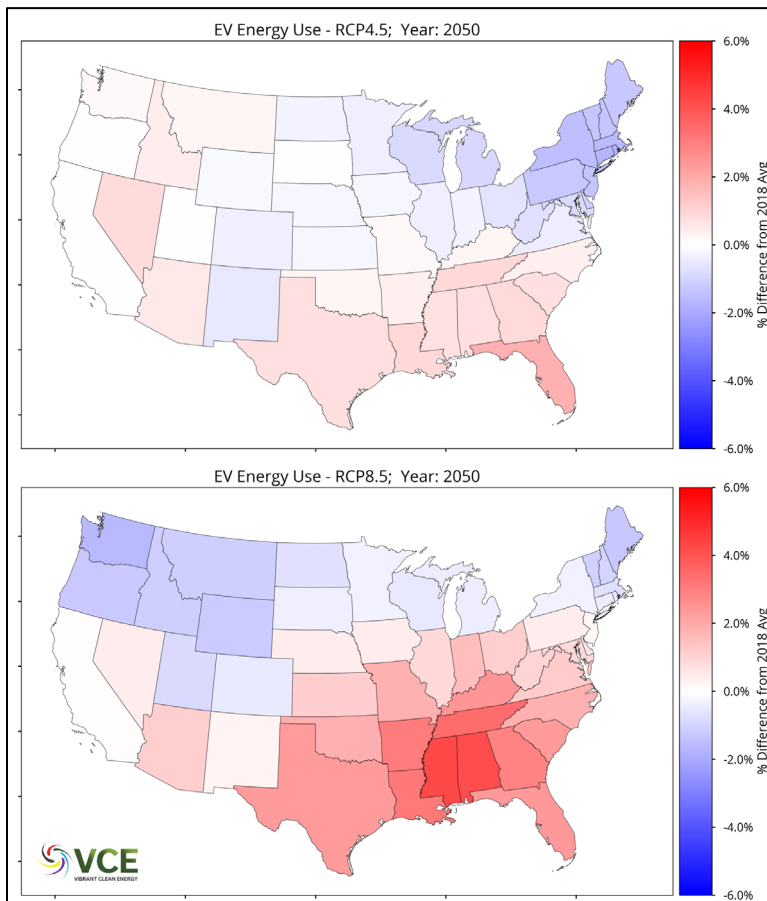 EV Energy Use - RCP4.5;  Year: 2050
6.0%
4.0%
2.0%
0.0%
-2.0%
-4.0%
-6.0%
% Difference from 2018 Avg
EV Energy Use - RCP8.5;  Year: 2050
6.0%
4.0%
2.0%
0.0%
-2.0%
-4.0%
-6.0%
% Difference from 2018 Avg
VCE
VIBRANT CLEAN ENERGY